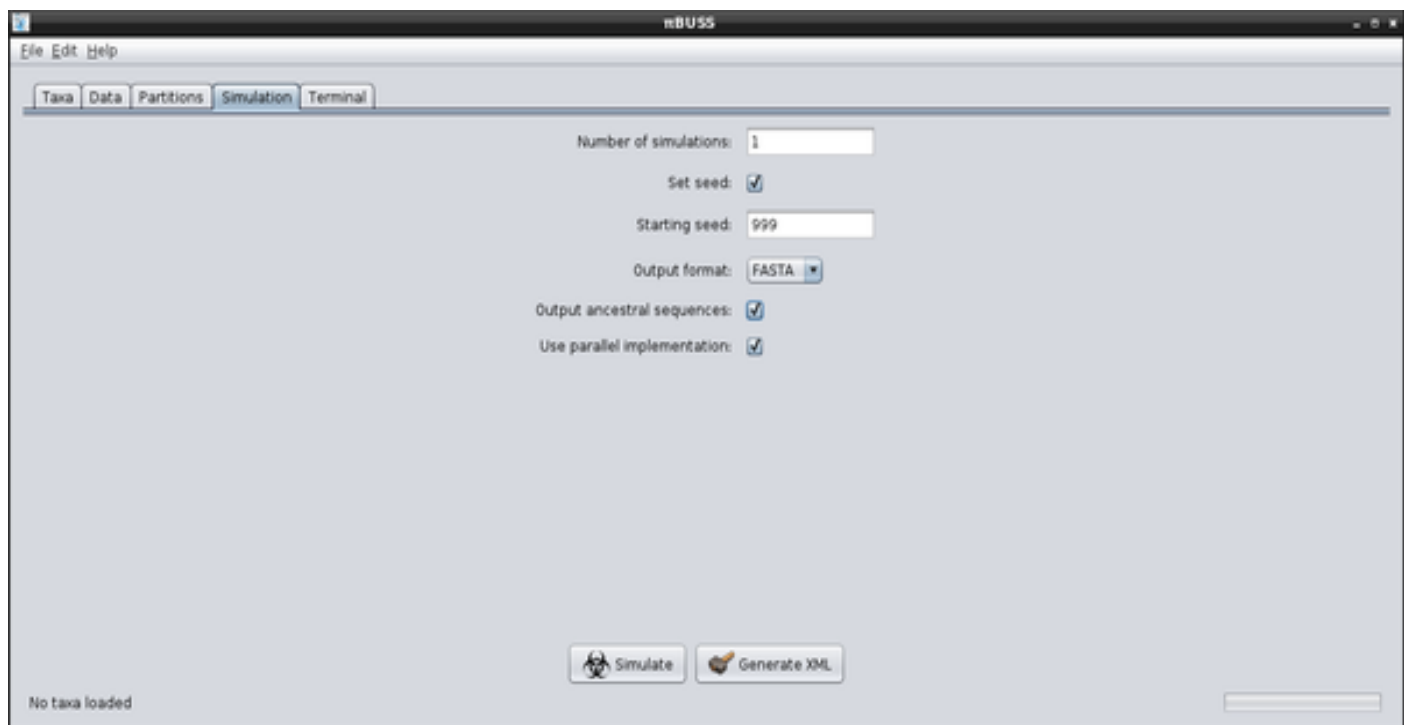 πBUSS
File Edit Help
Taxa Data Partitions Simulation Terminal
Number of simulations: 1
Set seed:
Starting seed: 999
Output format: FASTA
Output ancestral sequences:
Use parallel implementation:
Simulate Generate XML
No taxa loaded